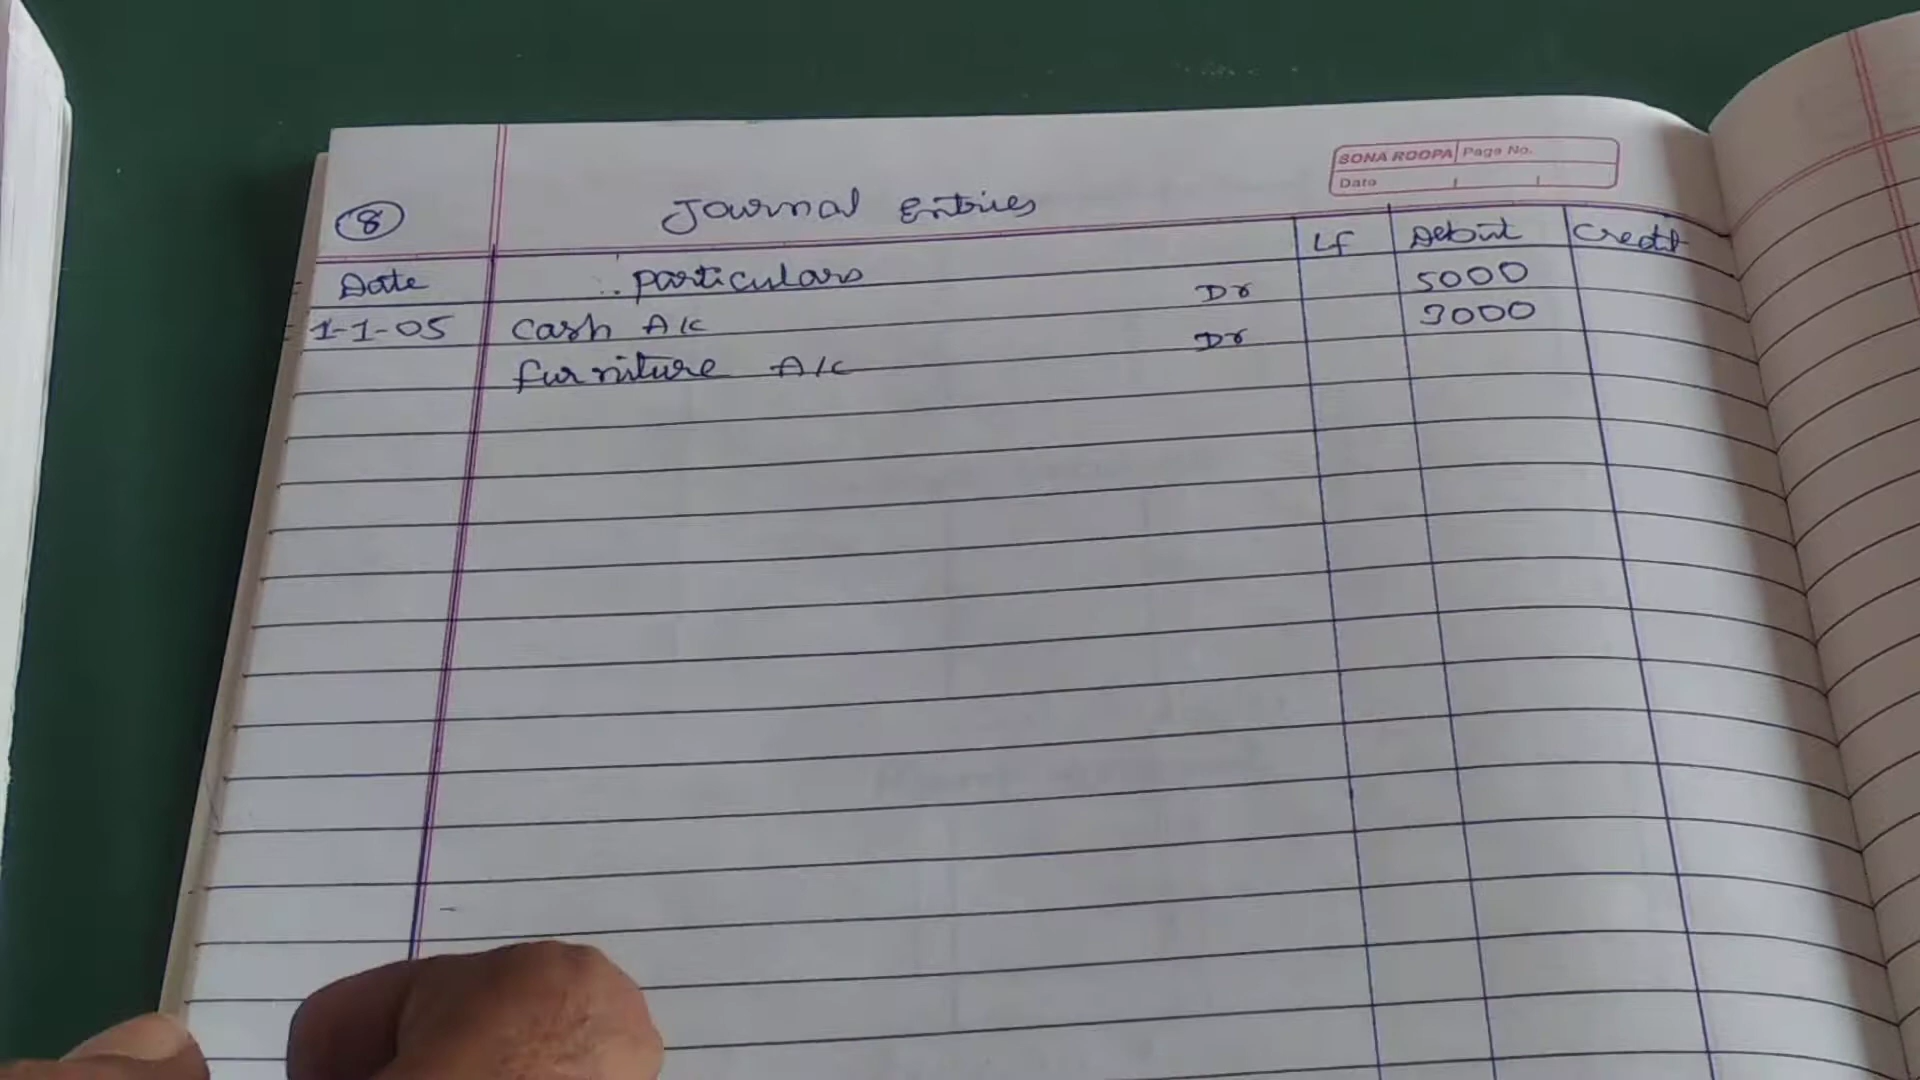 SONA ROOPA Page No.
Date
8 Journal Entries
Date particulars LF Debit Credit
1-1-05 Cash A/c Dr 5000
furniture A/c Dr 3000